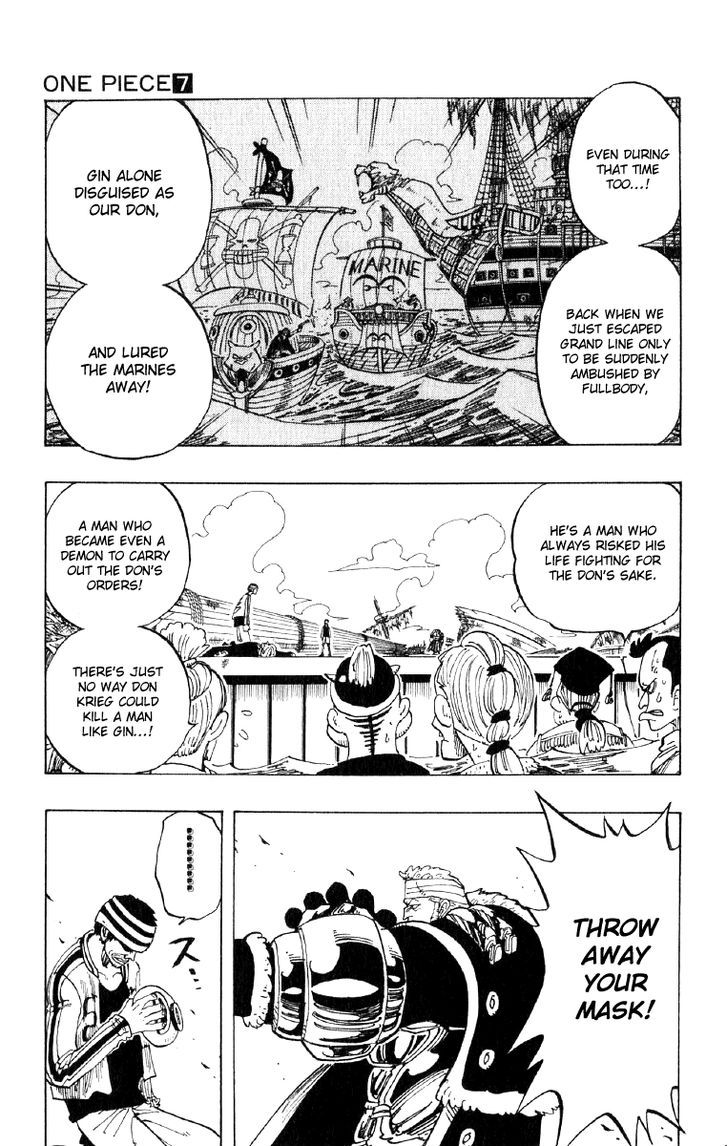 ONE PIECE 7
EVEN DURING
THAT TIME
TOO...!
BACK WHEN WE
JUST ESCAPED
GRAND LINE ONLY
TO BE SUDDENLY
AMBUSHED BY
FULLBODY,
GIN ALONE
DISGUISED AS
OUR DON,
AND LURED
THE MARINES
AWAY!
MARINE
HE'S A MAN WHO
ALWAYS RISKED HIS
LIFE FIGHTING FOR
THE DON'S SAKE.
A MAN WHO
BECAME EVEN A
DEMON TO CARRY
OUT THE DON'S
ORDERS!
THERE'S JUST
NO WAY DON
KRIEG COULD
KILL A MAN
LIKE GIN...!
THROW
AWAY
YOUR
MASK!
.........
ス...